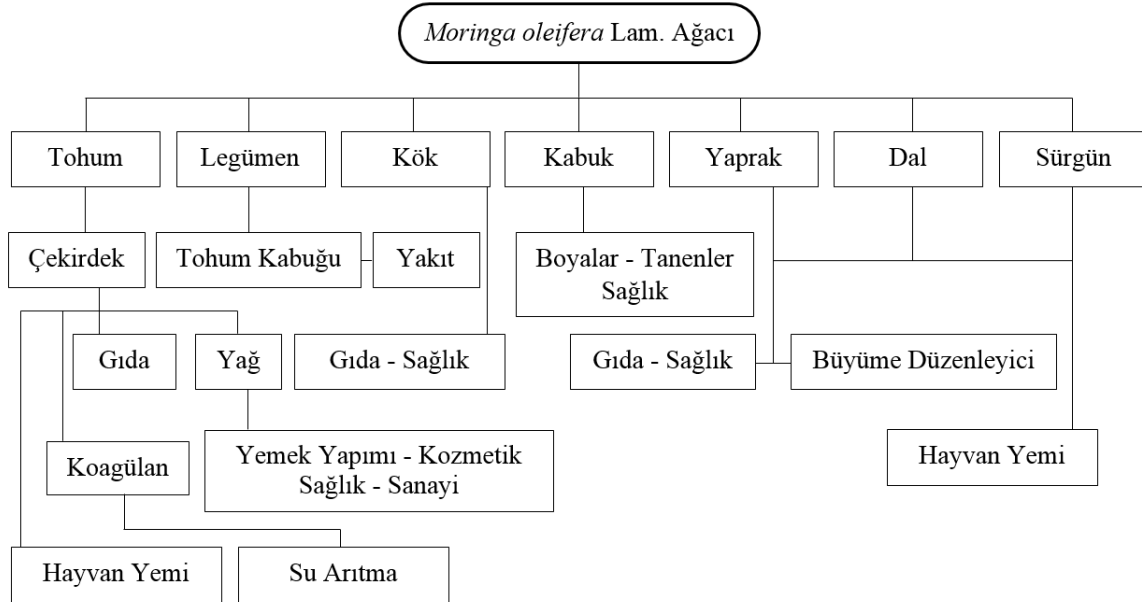 Moringa oleifera Lam. Ağacı
Tohum
Legümen
Kök
Kabuk
Yaprak
Dal
Sürgün
Çekirdek
Tohum Kabuğu
Yakıt
Boyalar - Tanenler
Sağlık
Gıda
Yağ
Gıda - Sağlık
Gıda - Sağlık
Büyüme Düzenleyici
Koagülan
Yemek Yapımı - Kozmetik
Sağlık - Sanayi
Hayvan Yemi
Hayvan Yemi
Su Arıtma